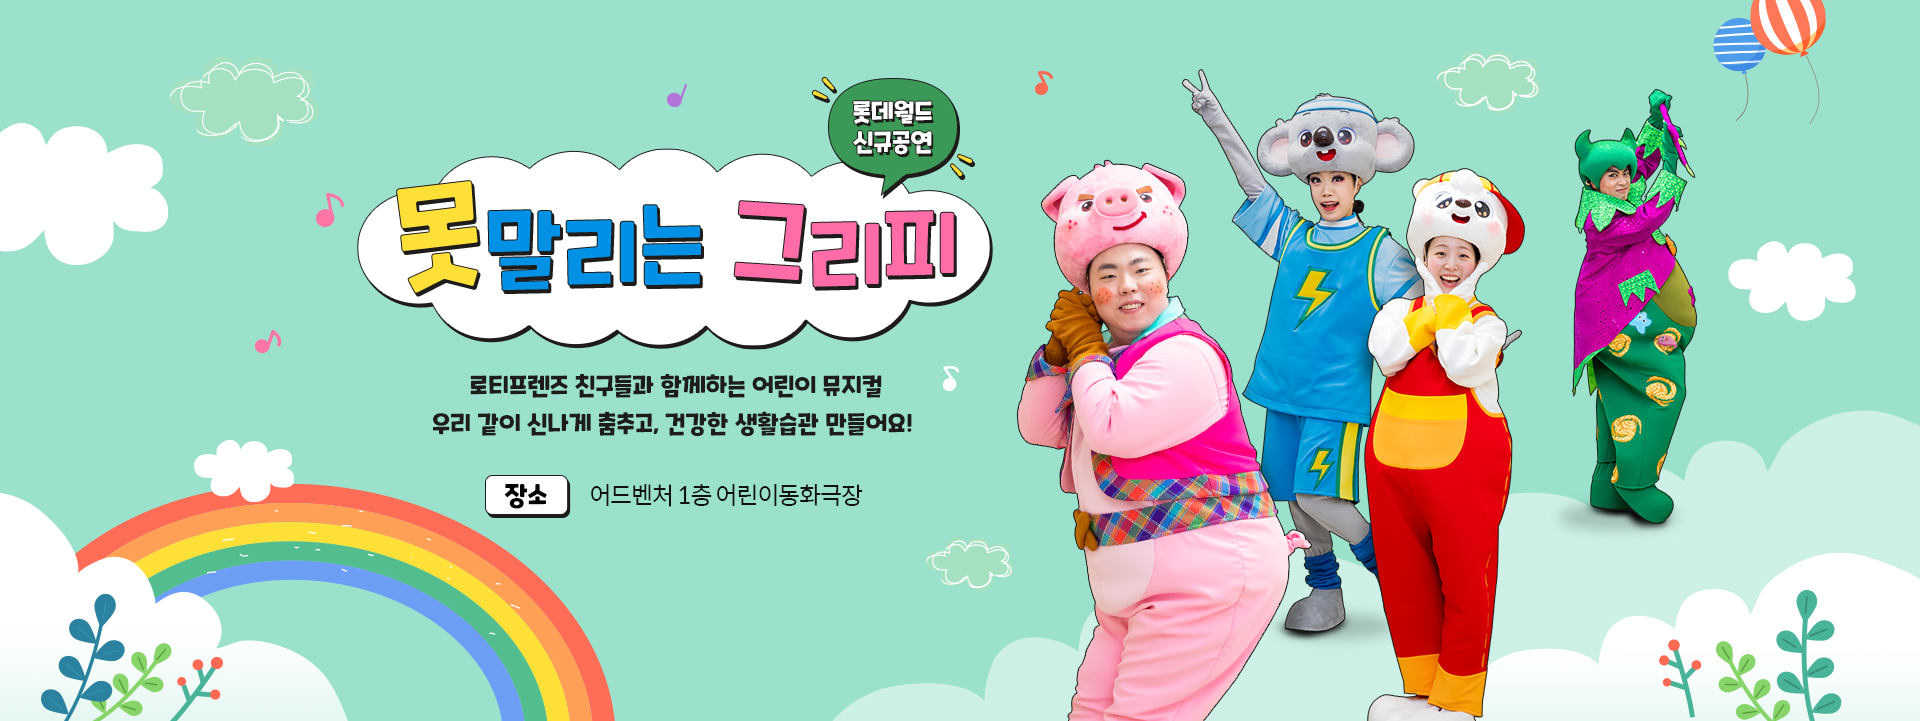 롯데월드
신규공연
못말리는 그리피
로티프렌즈 친구들과 함께하는 어린이 뮤지컬
우리 같이 신나게 춤추고, 건강한 생활습관 만들어요!
장소 어드벤처 1층 어린이동화극장